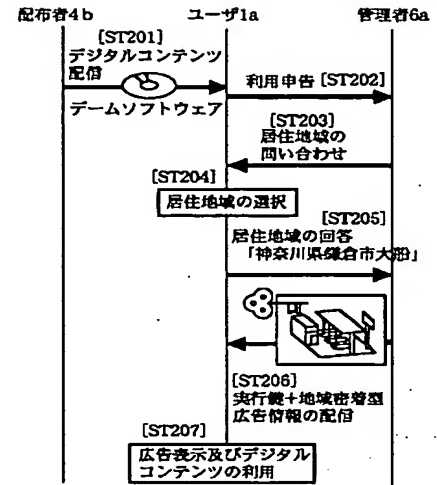 配布者4b
ユーザ1a
管理者6a
[ST201]
デジタルコンテンツ
配信
デームソフトウェア
利用申告 [ST202]
[ST203]
居住地域の
問い合わせ
[ST204]
居住地域の選択
[ST205]
居住地域の回答
「神奈川県鎌倉市大船」
[ST206]
実行鍵+地域密着型
広告情報の配信
[ST207]
広告表示及びデジタル
コンテンツの利用